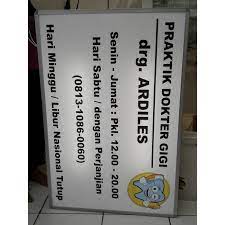 PRAKTIK DOKTER GIGI
drg. ARDILES
Senin - Jumat : Pkl. 12.00 - 20.00
Hari Sabtu / dengan Perjanjian
(0813-1086-0060)
Hari Minggu / Libur Nasional Tutup